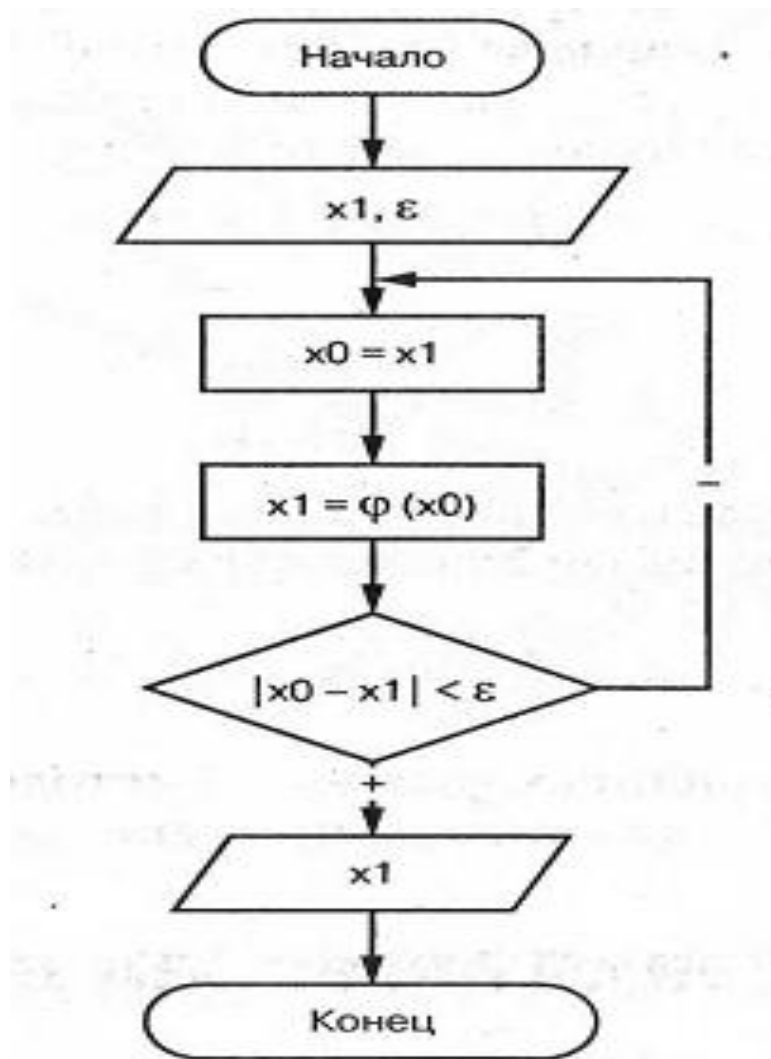 Начало
x1, ε
x0 = x1
x1 = φ (x0)
|x0 – x1| < ε
–
+
x1
Конец